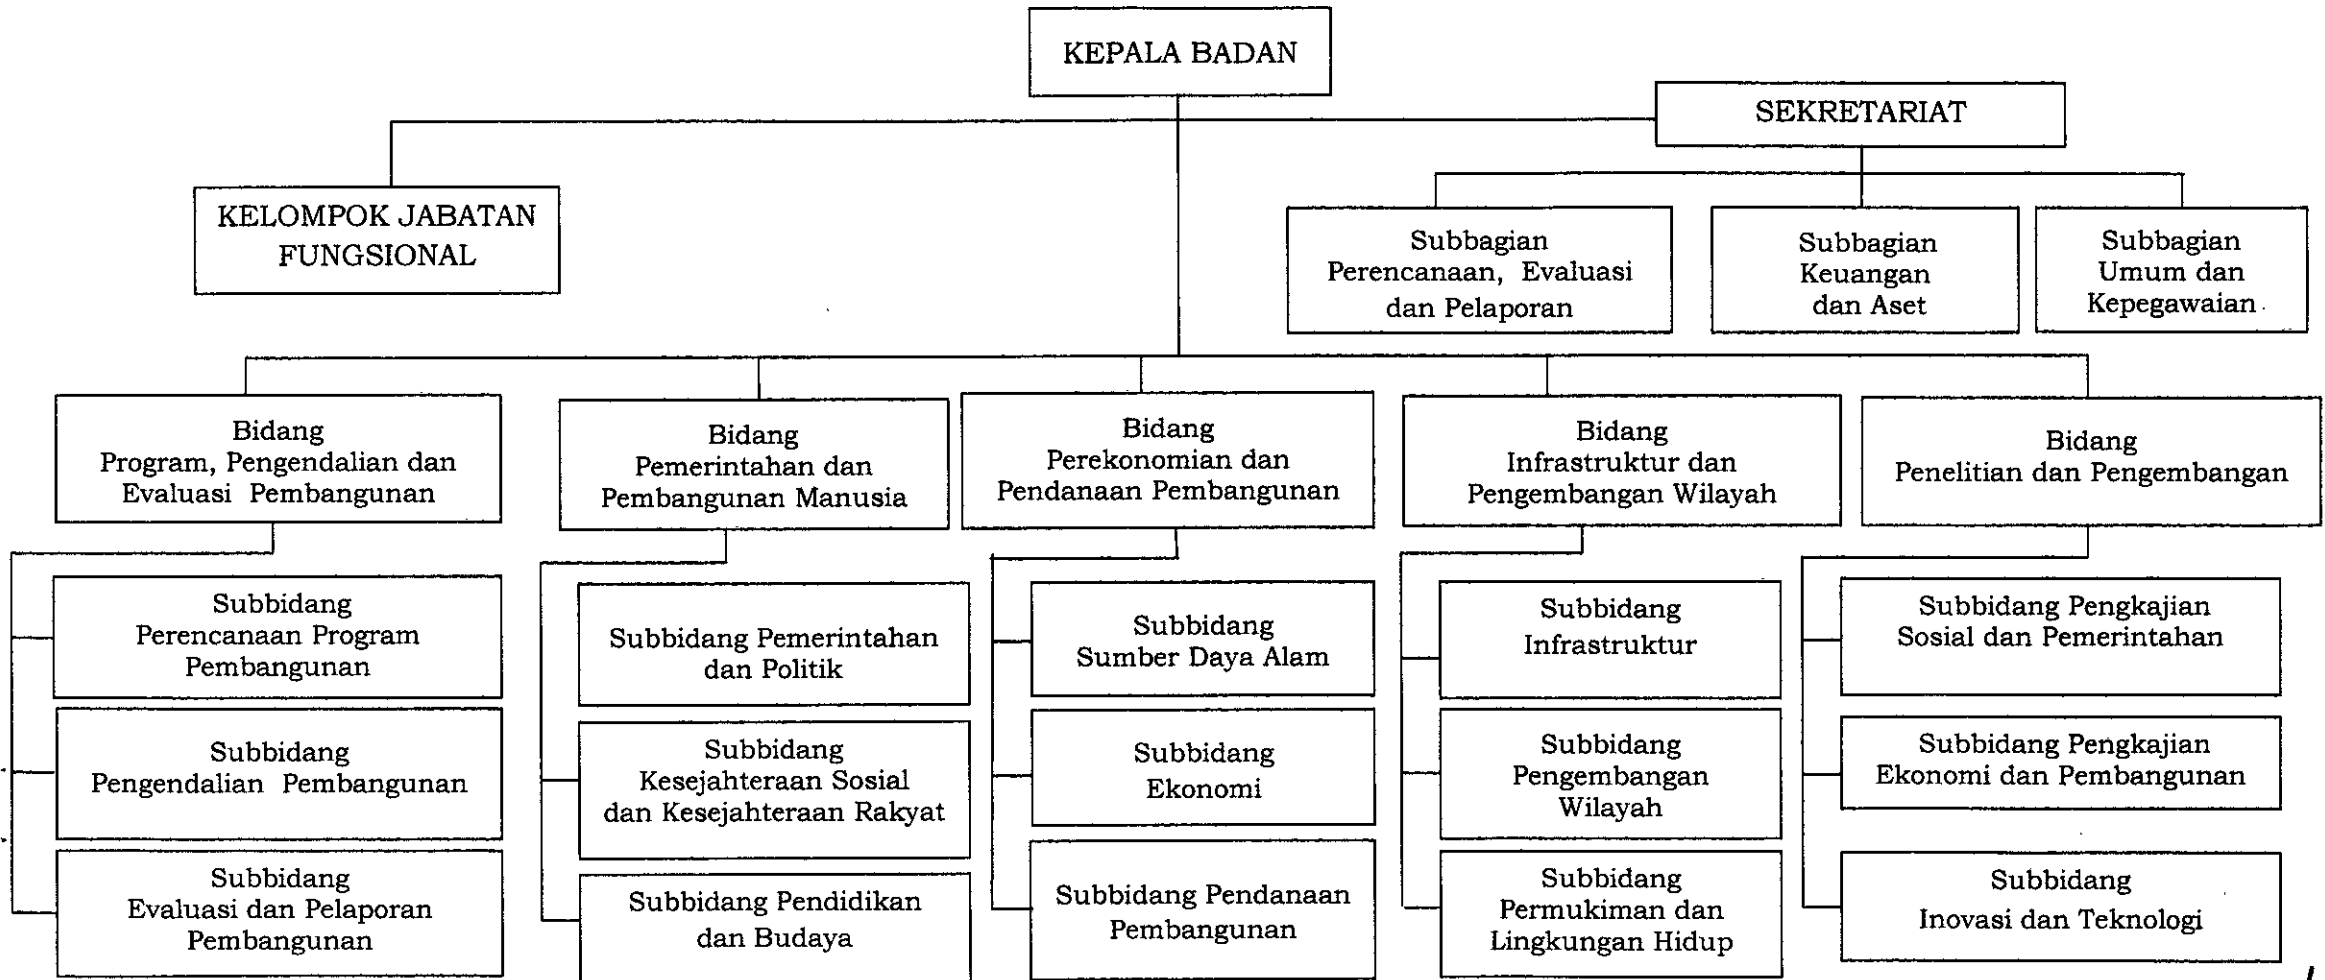 KEPALA BADAN
SEKRETARIAT
KELOMPOK JABATAN
FUNGSIONAL
Subbagian
Perencanaan, Evaluasi
dan Pelaporan
Subbagian
Keuangan
dan Aset
Subbagian
Umum dan
Kepegawaian
Bidang
Program, Pengendalian dan
Evaluasi Pembangunan
Bidang
Pemerintahan dan
Pembangunan Manusia
Bidang
Perekonomian dan
Pendanaan Pembangunan
Bidang
Infrastruktur dan
Pengembangan Wilayah
Bidang
Penelitian dan Pengembangan
Subbidang
Perencanaan Program
Pembangunan
Subbidang Pemerintahan
dan Politik
Subbidang
Sumber Daya Alam
Subbidang
Infrastruktur
Subbidang Pengkajian
Sosial dan Pemerintahan
Subbidang
Pengendalian Pembangunan
Subbidang
Kesejahteraan Sosial
dan Kesejahteraan Rakyat
Subbidang
Ekonomi
Subbidang
Pengembangan
Wilayah
Subbidang Pengkajian
Ekonomi dan Pembangunan
Subbidang
Evaluasi dan Pelaporan
Pembangunan
Subbidang Pendidikan
dan Budaya
Subbidang Pendanaan
Pembangunan
Subbidang
Permukiman dan
Lingkungan Hidup
Subbidang
Inovasi dan Teknologi